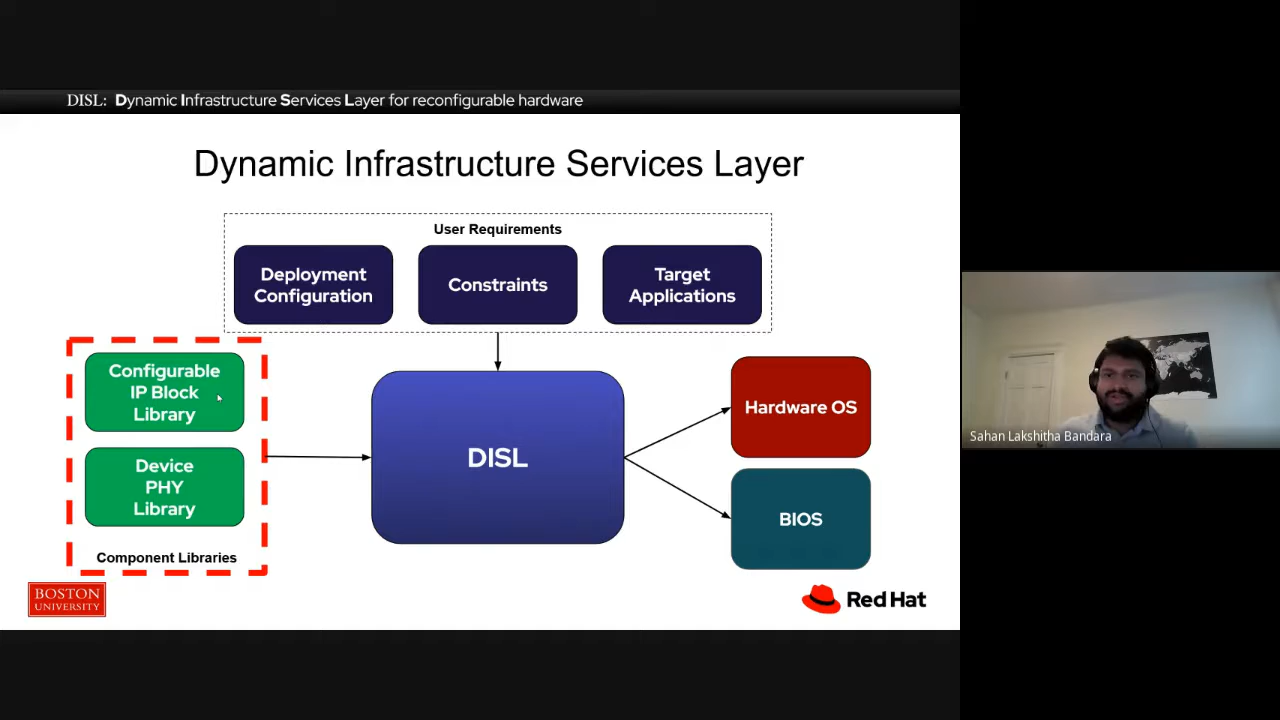 DISL: Dynamic Infrastructure Services Layer for reconfigurable hardware
Dynamic Infrastructure Services Layer
User Requirements
Deployment
Configuration
Constraints
Target
Applications
Configurable
IP Block
Library
Device
PHY
Library
Component Libraries
DISL
Hardware OS
BIOS
BOSTON
UNIVERSITY
Red Hat
Sahan Lakshitha Bandara